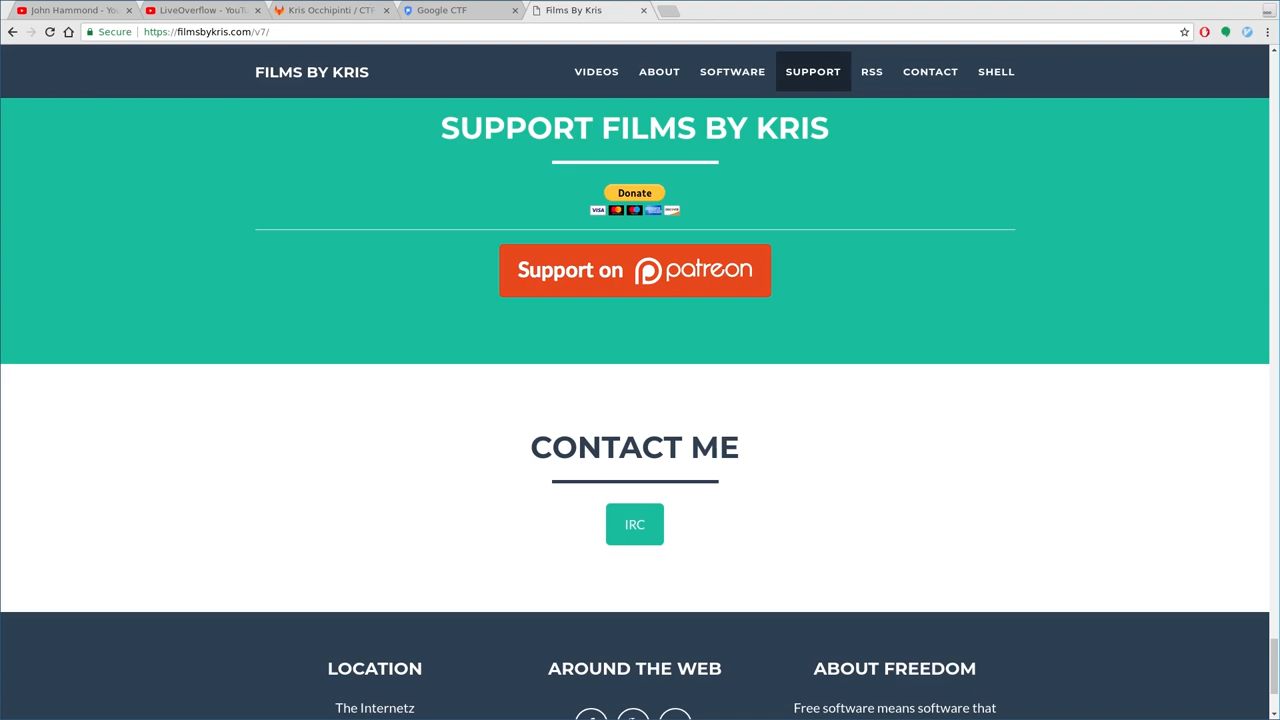 John Hammond - Yo
LiveOverflow - YouTu
Kris Occhipinti / CTF
Google CTF
Films By Kris
Secure
https://filmsbykris.com/v7/
FILMS BY KRIS
VIDEOS
ABOUT
SOFTWARE
SUPPORT
RSS
CONTACT
SHELL
SUPPORT FILMS BY KRIS
Donate
VISA
Support on patreon
CONTACT ME
IRC
LOCATION
AROUND THE WEB
ABOUT FREEDOM
The Internetz
Free software means software that